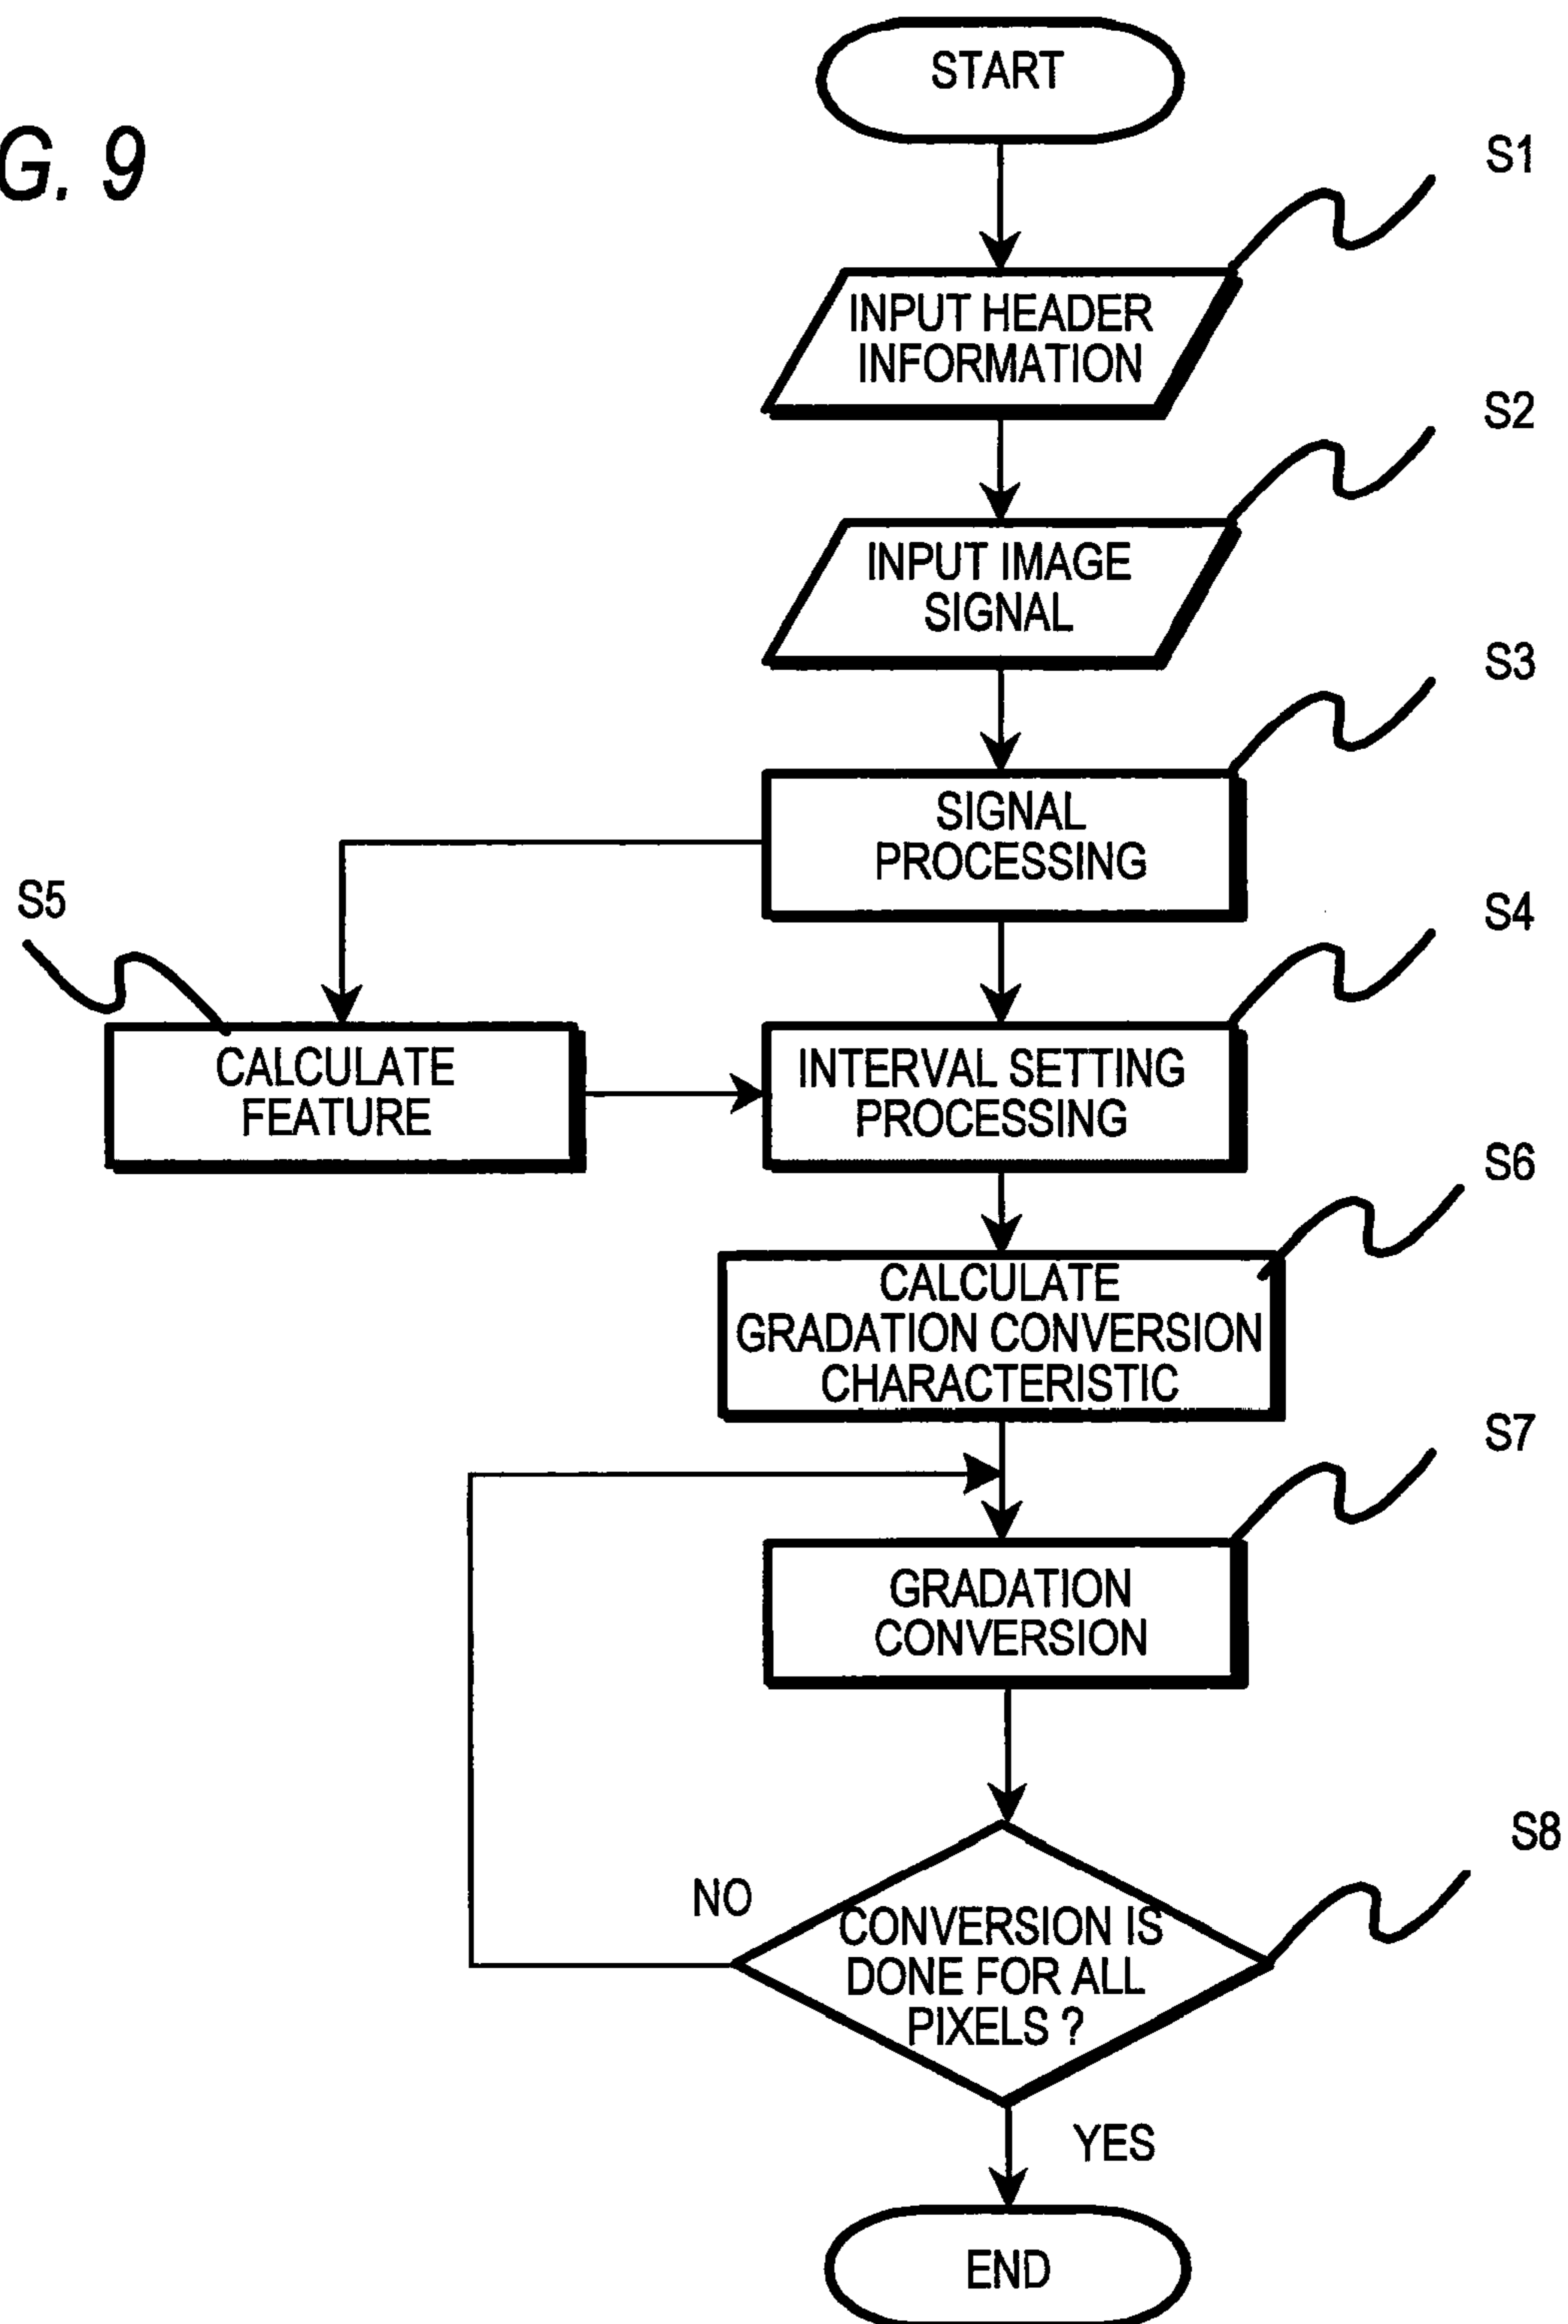 START
G. 9
S1
INPUT HEADER
INFORMATION
S2
INPUT IMAGE
SIGNAL
S3
SIGNAL
PROCESSING
S5
S4
CALCULATE
FEATURE
INTERVAL SETTING
PROCESSING
S6
CALCULATE
GRADATION CONVERSION
CHARACTERISTIC
S7
GRADATION
CONVERSION
S8
NO
CONVERSION IS
DONE FOR ALL
PIXELS ?
YES
END